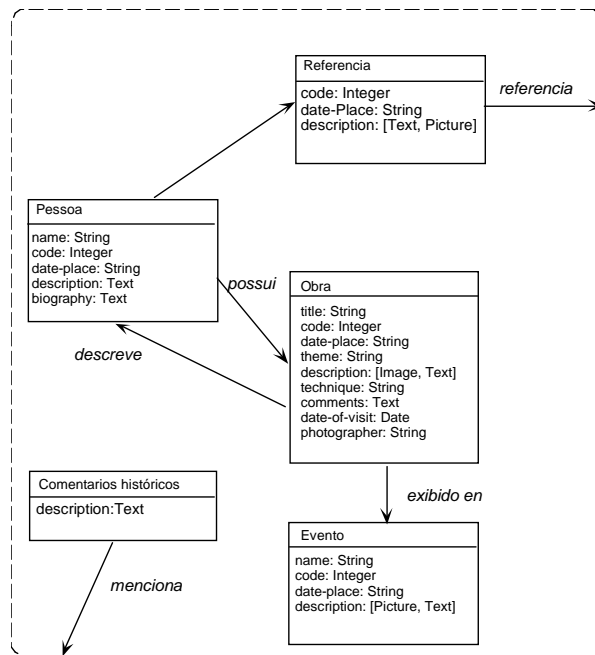 Referencia
code: Integer
date-Place: String
description: [Text, Picture]
referencia
Pessoa
name: String
code: Integer
date-place: String
description: Text
biography: Text
possui
Obra
title: String
code: Integer
date-place: String
theme: String
description: [Image, Text]
technique: String
comments: Text
date-of-visit: Date
photographer: String
descreve
Comentarios históricos
description:Text
exibido en
menciona
Evento
name: String
code: Integer
date-place: String
description: [Picture, Text]